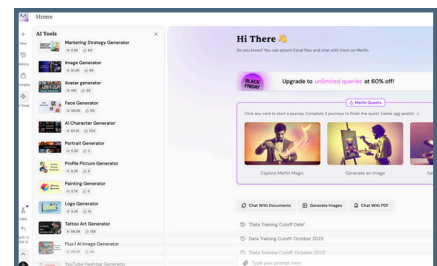 Home
AI Tools
Marketing Strategy Generator
Image Generator
Avatar generator
Face Generator
AI Character Generator
Portrait Generator
Profile Picture Generator
Painting Generator
Logo Generator
Tattoo Art Generator
Flux.1 AI Image Generator
YouTube Hashtag Generator
Hi There 👋
Do you know? You can attach Excel files and chat with them on Merlin.
BLACK FRIDAY
Upgrade to unlimited queries at 60% off!
Merlin Quests
Click any card to start a journey. Complete 3 journeys to finish the quest. Easter egg awaits! :)
Explore Merlin Magic
Generate an Image
Chat With Documents
Generate Images
Chat With PDF
"Data Training Cutoff Date"
Data Training Cutoff: October 2023
Type your prompt here